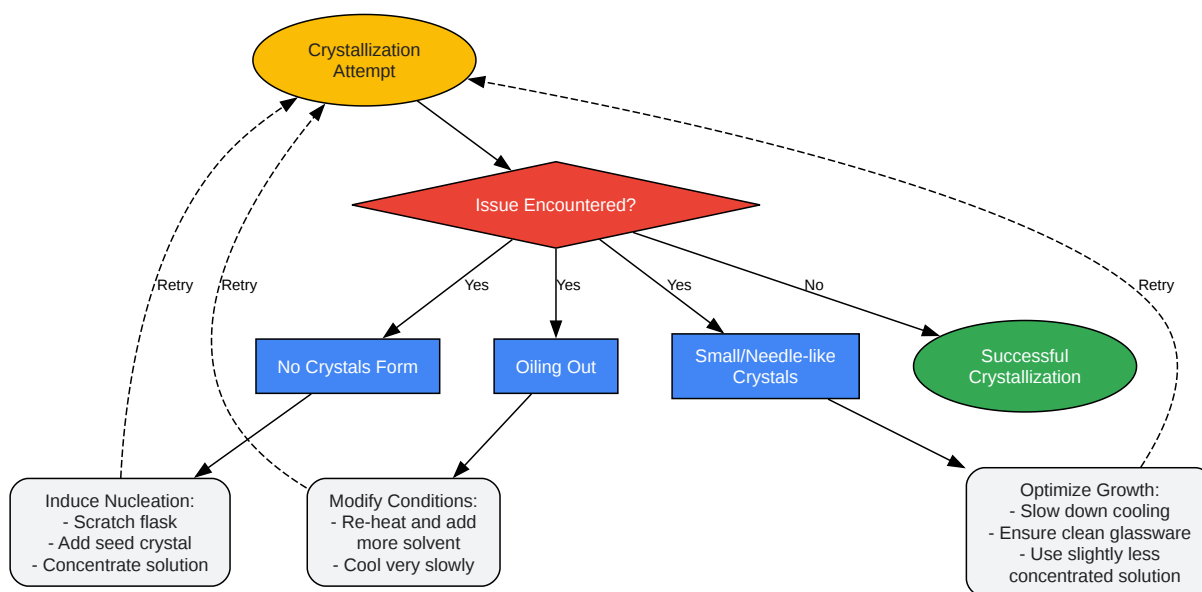 Crystallization
Attempt
Issue Encountered?
Retry
Retry
Yes
Yes
Yes
No
Retry
No Crystals Form
Oiling Out
Small/Needle-like
Crystals
Successful
Crystallization
Induce Nucleation:
- Scratch flask
- Add seed crystal
- Concentrate solution
Modify Conditions:
- Re-heat and add
more solvent
- Cool very slowly
Optimize Growth:
- Slow down cooling
- Ensure clean glassware
- Use slightly less
concentrated solution